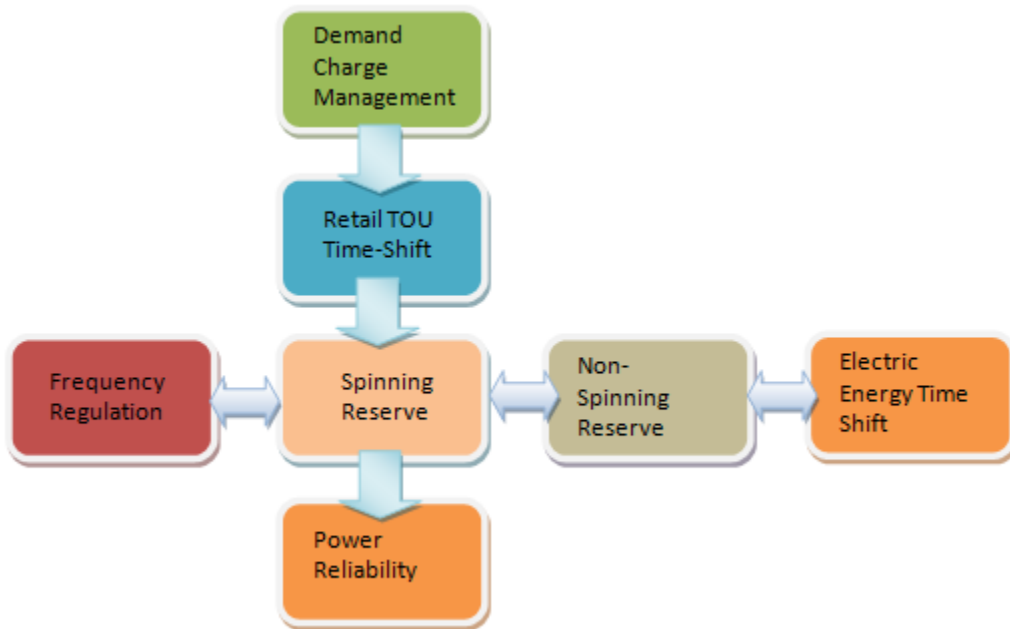 Demand
Charge
Management
Retail TOU
Time-Shift
Frequency
Regulation
Spinning
Reserve
Non-
Spinning
Reserve
Electric
Energy Time
Shift
Power
Reliability